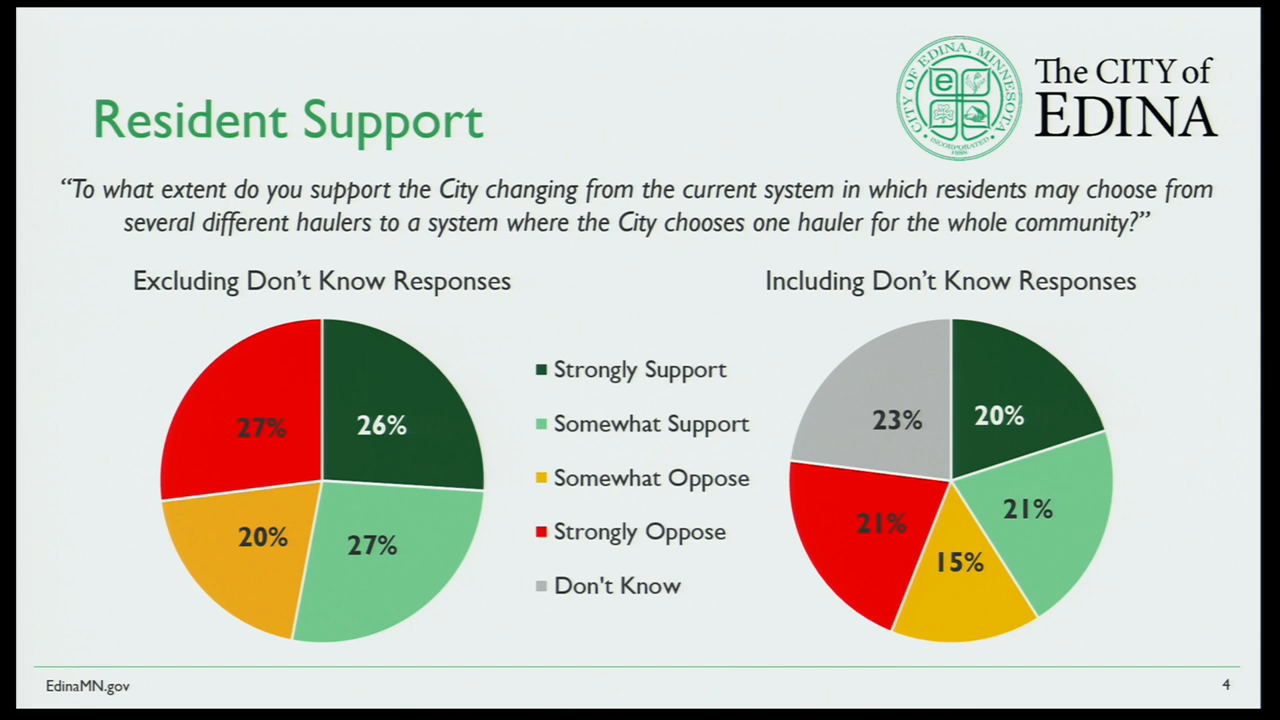 Resident Support
CITY OF EDINA, MINNESOTA
e
INCORPORATED
1888
The CITY of
EDINA
“To what extent do you support the City changing from the current system in which residents may choose from
several different haulers to a system where the City chooses one hauler for the whole community?”
Excluding Don’t Know Responses
27%
26%
20%
27%
Strongly Support
Somewhat Support
Somewhat Oppose
Strongly Oppose
Don't Know
Including Don’t Know Responses
23%
20%
21%
21%
15%
EdinaMN.gov
4